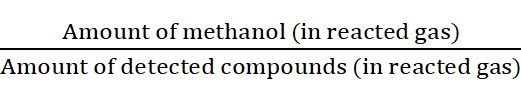 Amount of methanol (in reacted gas)
Amount of detected compounds (in reacted gas)